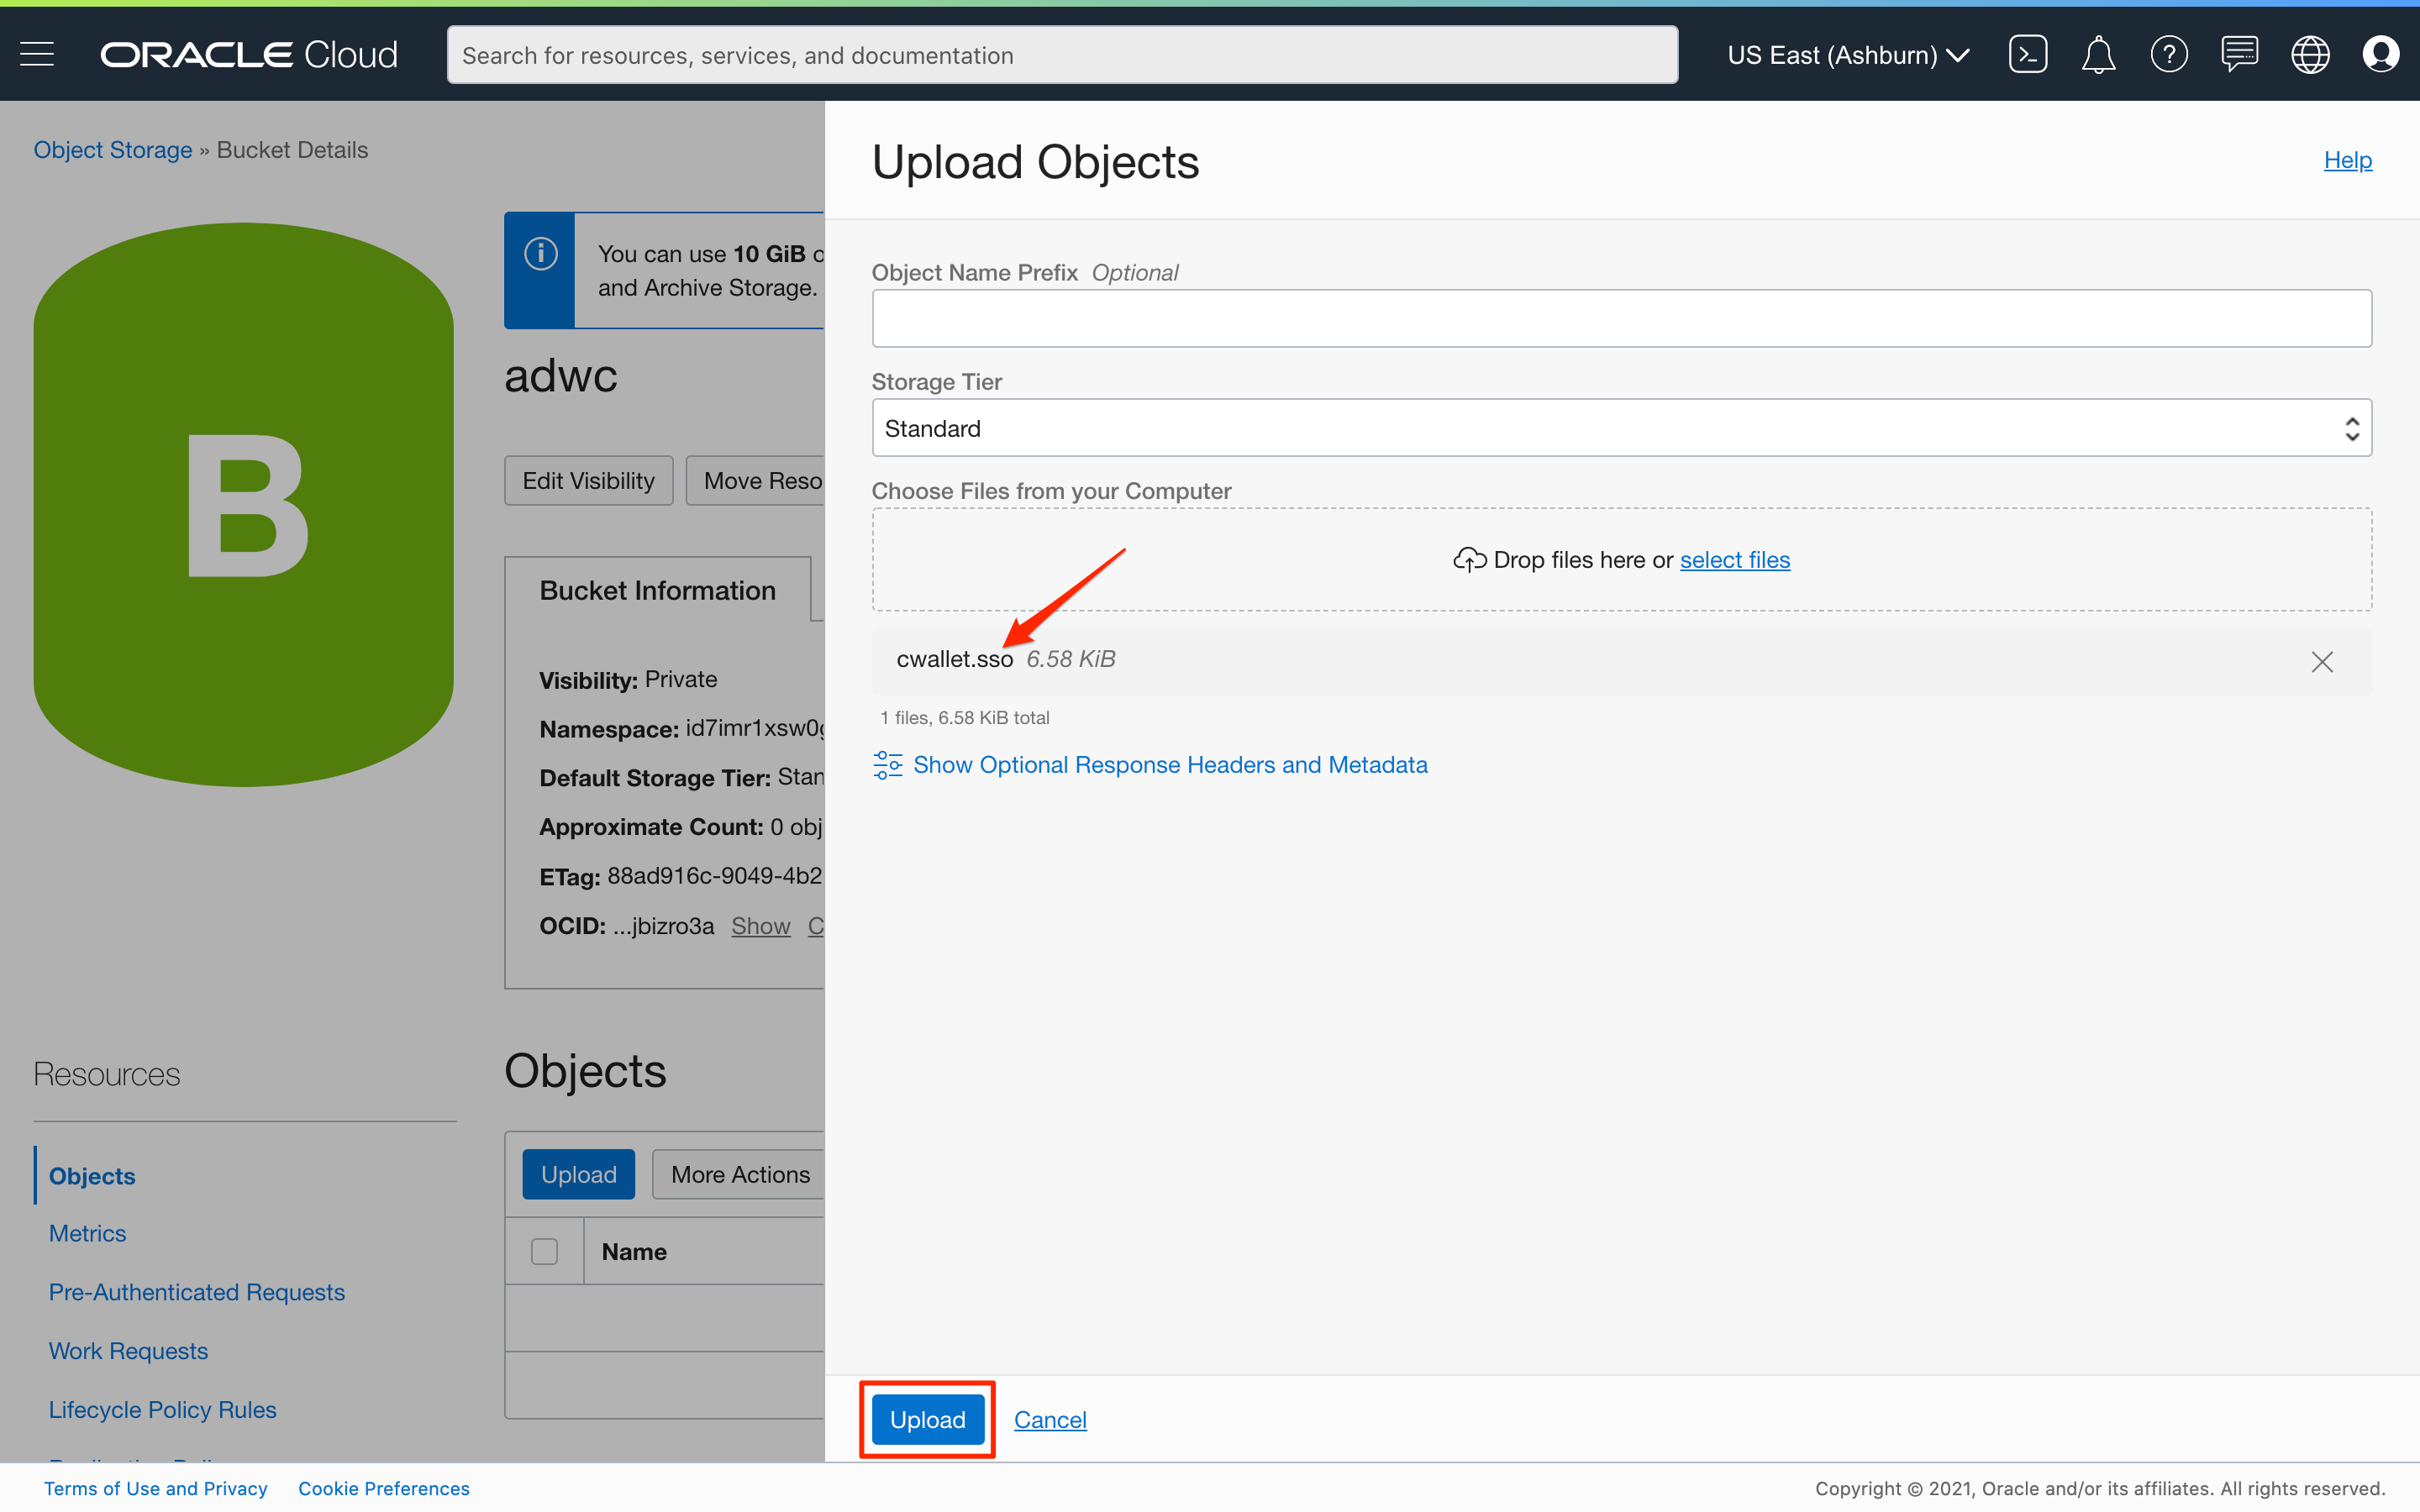 ORACLE Cloud
Search for resources, services, and documentation
US East (Ashburn)
Object Storage » Bucket Details
B
You can use 10 GiB
and Archive Storage.
adwc
Edit Visibility
Move Reso
Bucket Information
Visibility: Private
Namespace: id7imr1xsw0
Default Storage Tier: Stan
Approximate Count: 0 obj
ETag: 88ad916c-9049-4b2
OCID: ...jbizro3a Show C
Resources
Objects
Metrics
Pre-Authenticated Requests
Work Requests
Lifecycle Policy Rules
Objects
Upload
More Actions
Name
Upload Objects
Help
Object Name Prefix Optional
Storage Tier
Standard
Choose Files from your Computer
Drop files here or select files
cwallet.sso 6.58 KiB
1 files, 6.58 KiB total
Show Optional Response Headers and Metadata
Upload
Cancel
Terms of Use and Privacy
Cookie Preferences
Copyright © 2021, Oracle and/or its affiliates. All rights reserved.